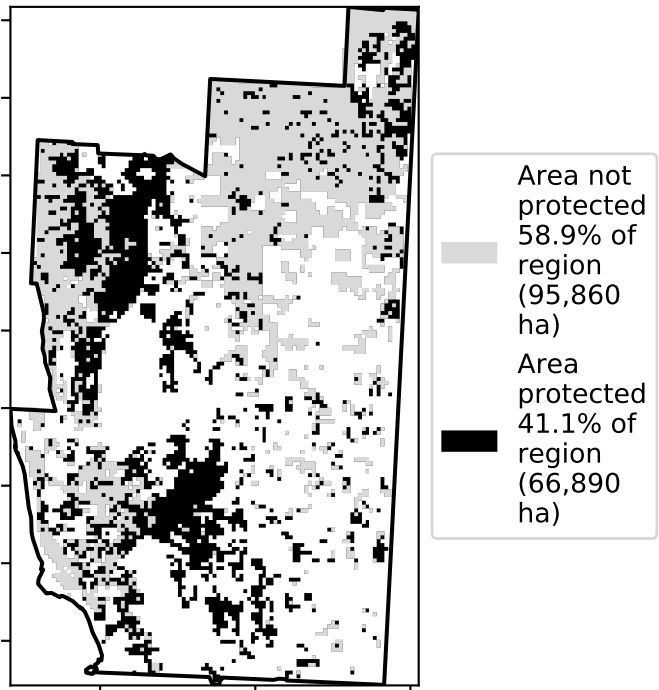 Area not
protected
58.9% of
region
(95,860
ha)
Area
protected
41.1% of
region
(66,890
ha)